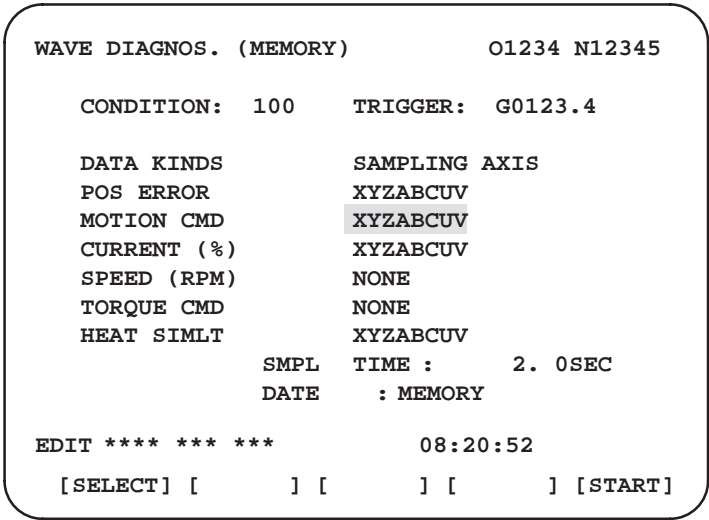 WAVE DIAGNOS. (MEMORY) O1234 N12345
CONDITION: 100 TRIGGER: G0123.4
DATA KINDS SAMPLING AXIS
POS ERROR XYZABCUV
MOTION CMD XYZABCUV
CURRENT (%) XYZABCUV
SPEED (RPM) NONE
TORQUE CMD NONE
HEAT SIMLT XYZABCUV
SMPL TIME : 2. 0SEC
DATE : MEMORY
EDIT **** *** *** 08:20:52
[SELECT] [ ] [ ] [ ] [START]